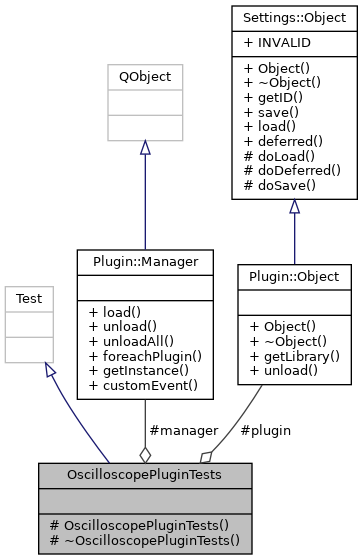 Settings::Object
+ INVALID
+ Object()
+ ~Object()
+ getID()
+ save()
+ load()
+ deferred()
# doLoad()
# doDeferred()
# doSave()
QObject
Plugin::Manager
+ load()
+ unload()
+ unloadAll()
+ foreachPlugin()
+ getInstance()
+ customEvent()
Plugin::Object
+ Object()
+ ~Object()
+ getLibrary()
+ unload()
Test
#manager
#plugin
OscilloscopePluginTests
# OscilloscopePluginTests()
# ~OscilloscopePluginTests()